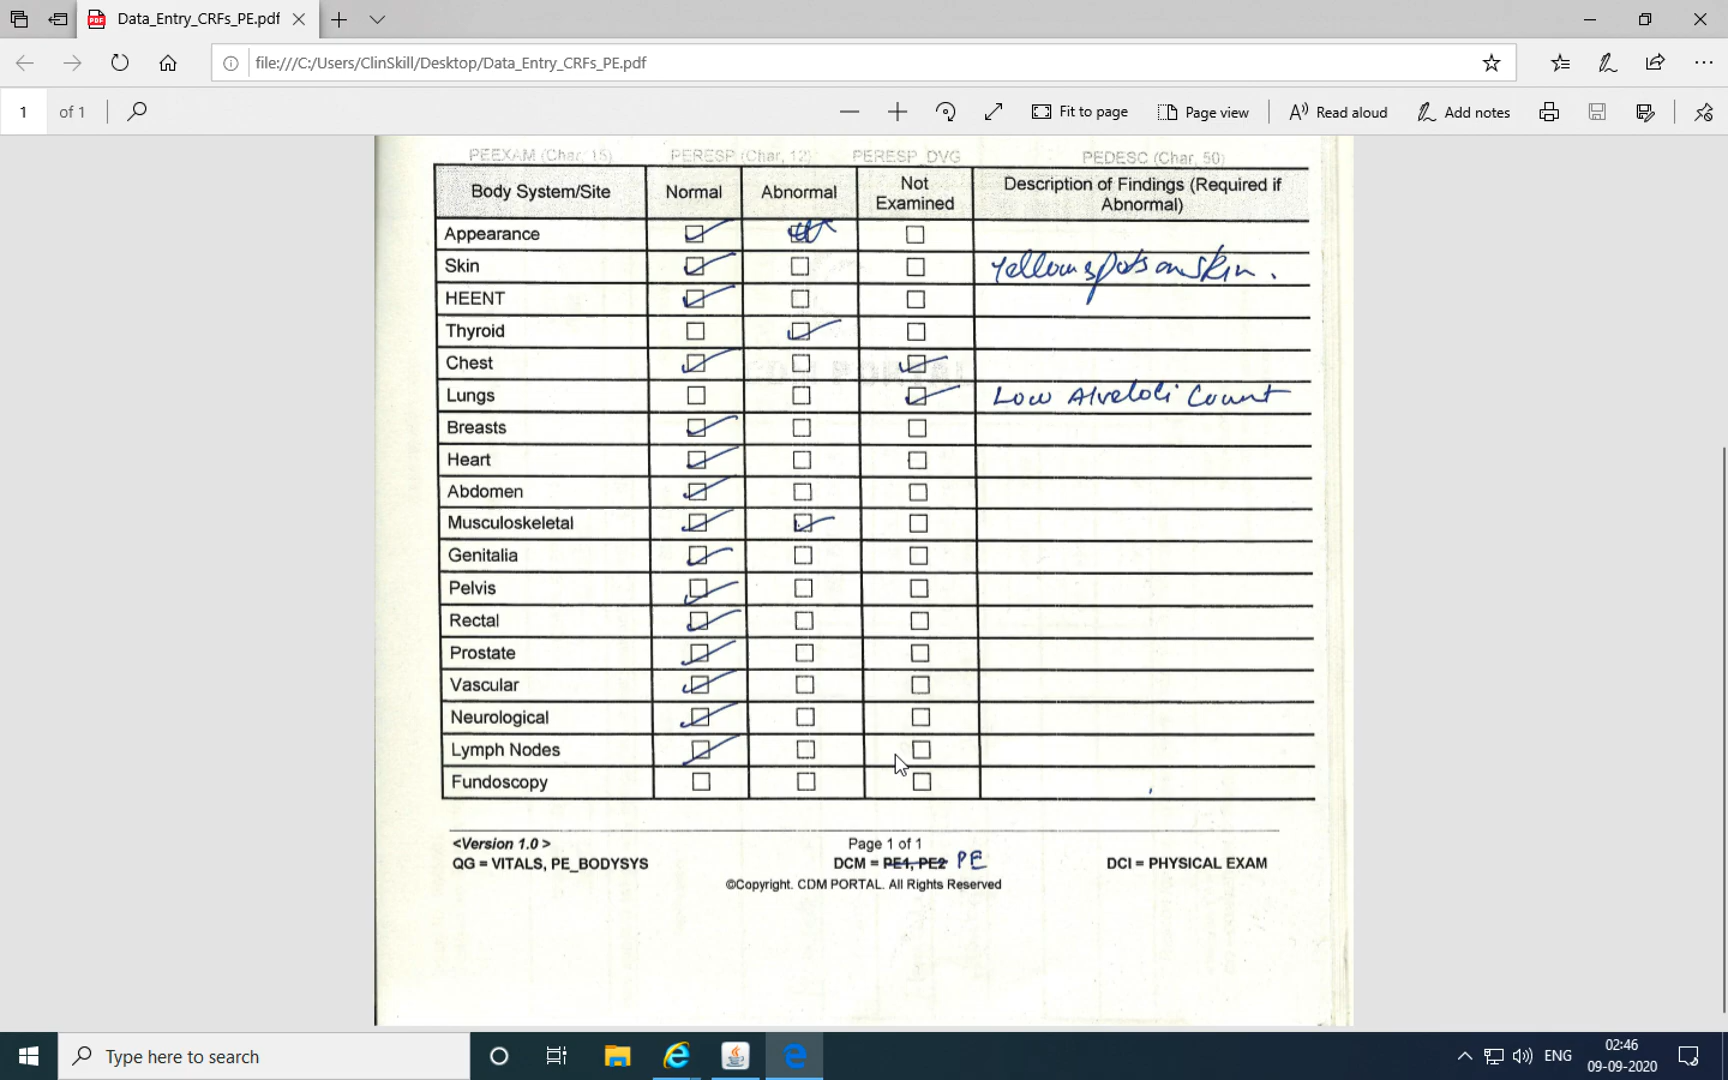 Data_Entry_CRFs_PE.pdf
file:///C:/Users/ClinSkill/Desktop/Data_Entry_CRFs_PE.pdf
1 of 1
Fit to page
Page view
Read aloud
Add notes
PEEXAM (Char, 15) PERESP (Char, 12) PERESP_DVG PEDESC (Char, 50)
Body System/Site Normal Abnormal Not Examined Description of Findings (Required if Abnormal)
Appearance
Skin Yellow spots on skin.
HEENT
Thyroid
Chest
CDM PORTAL
Lungs Low Alveloli Count
Breasts
Heart
Abdomen
Musculoskeletal
Genitalia
Pelvis
Rectal
Prostate
Vascular
Neurological
Lymph Nodes
Fundoscopy
<Version 1.0 > Page 1 of 1
QG = VITALS, PE_BODYSYS DCM = PE1, PE2 PE DCI = PHYSICAL EXAM
©Copyright. CDM PORTAL. All Rights Reserved
Type here to search
ENG
02:46
09-09-2020